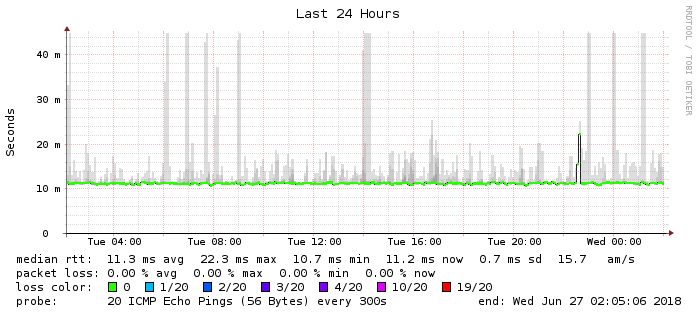 Last 24 Hours
RRDTOOL / TOBI OETIKER
Seconds
40 m
30 m
20 m
10 m
0
Tue 04:00 Tue 08:00 Tue 12:00 Tue 16:00 Tue 20:00 Wed 00:00
median rtt: 11.3 ms avg 22.3 ms max 10.7 ms min 11.2 ms now 0.7 ms sd 15.7 am/s
packet loss: 0.00 % avg 0.00 % max 0.00 % min 0.00 % now
loss color: 0 1/20 2/20 3/20 4/20 10/20 19/20
probe: 20 ICMP Echo Pings (56 Bytes) every 300s end: Wed Jun 27 02:05:06 2018